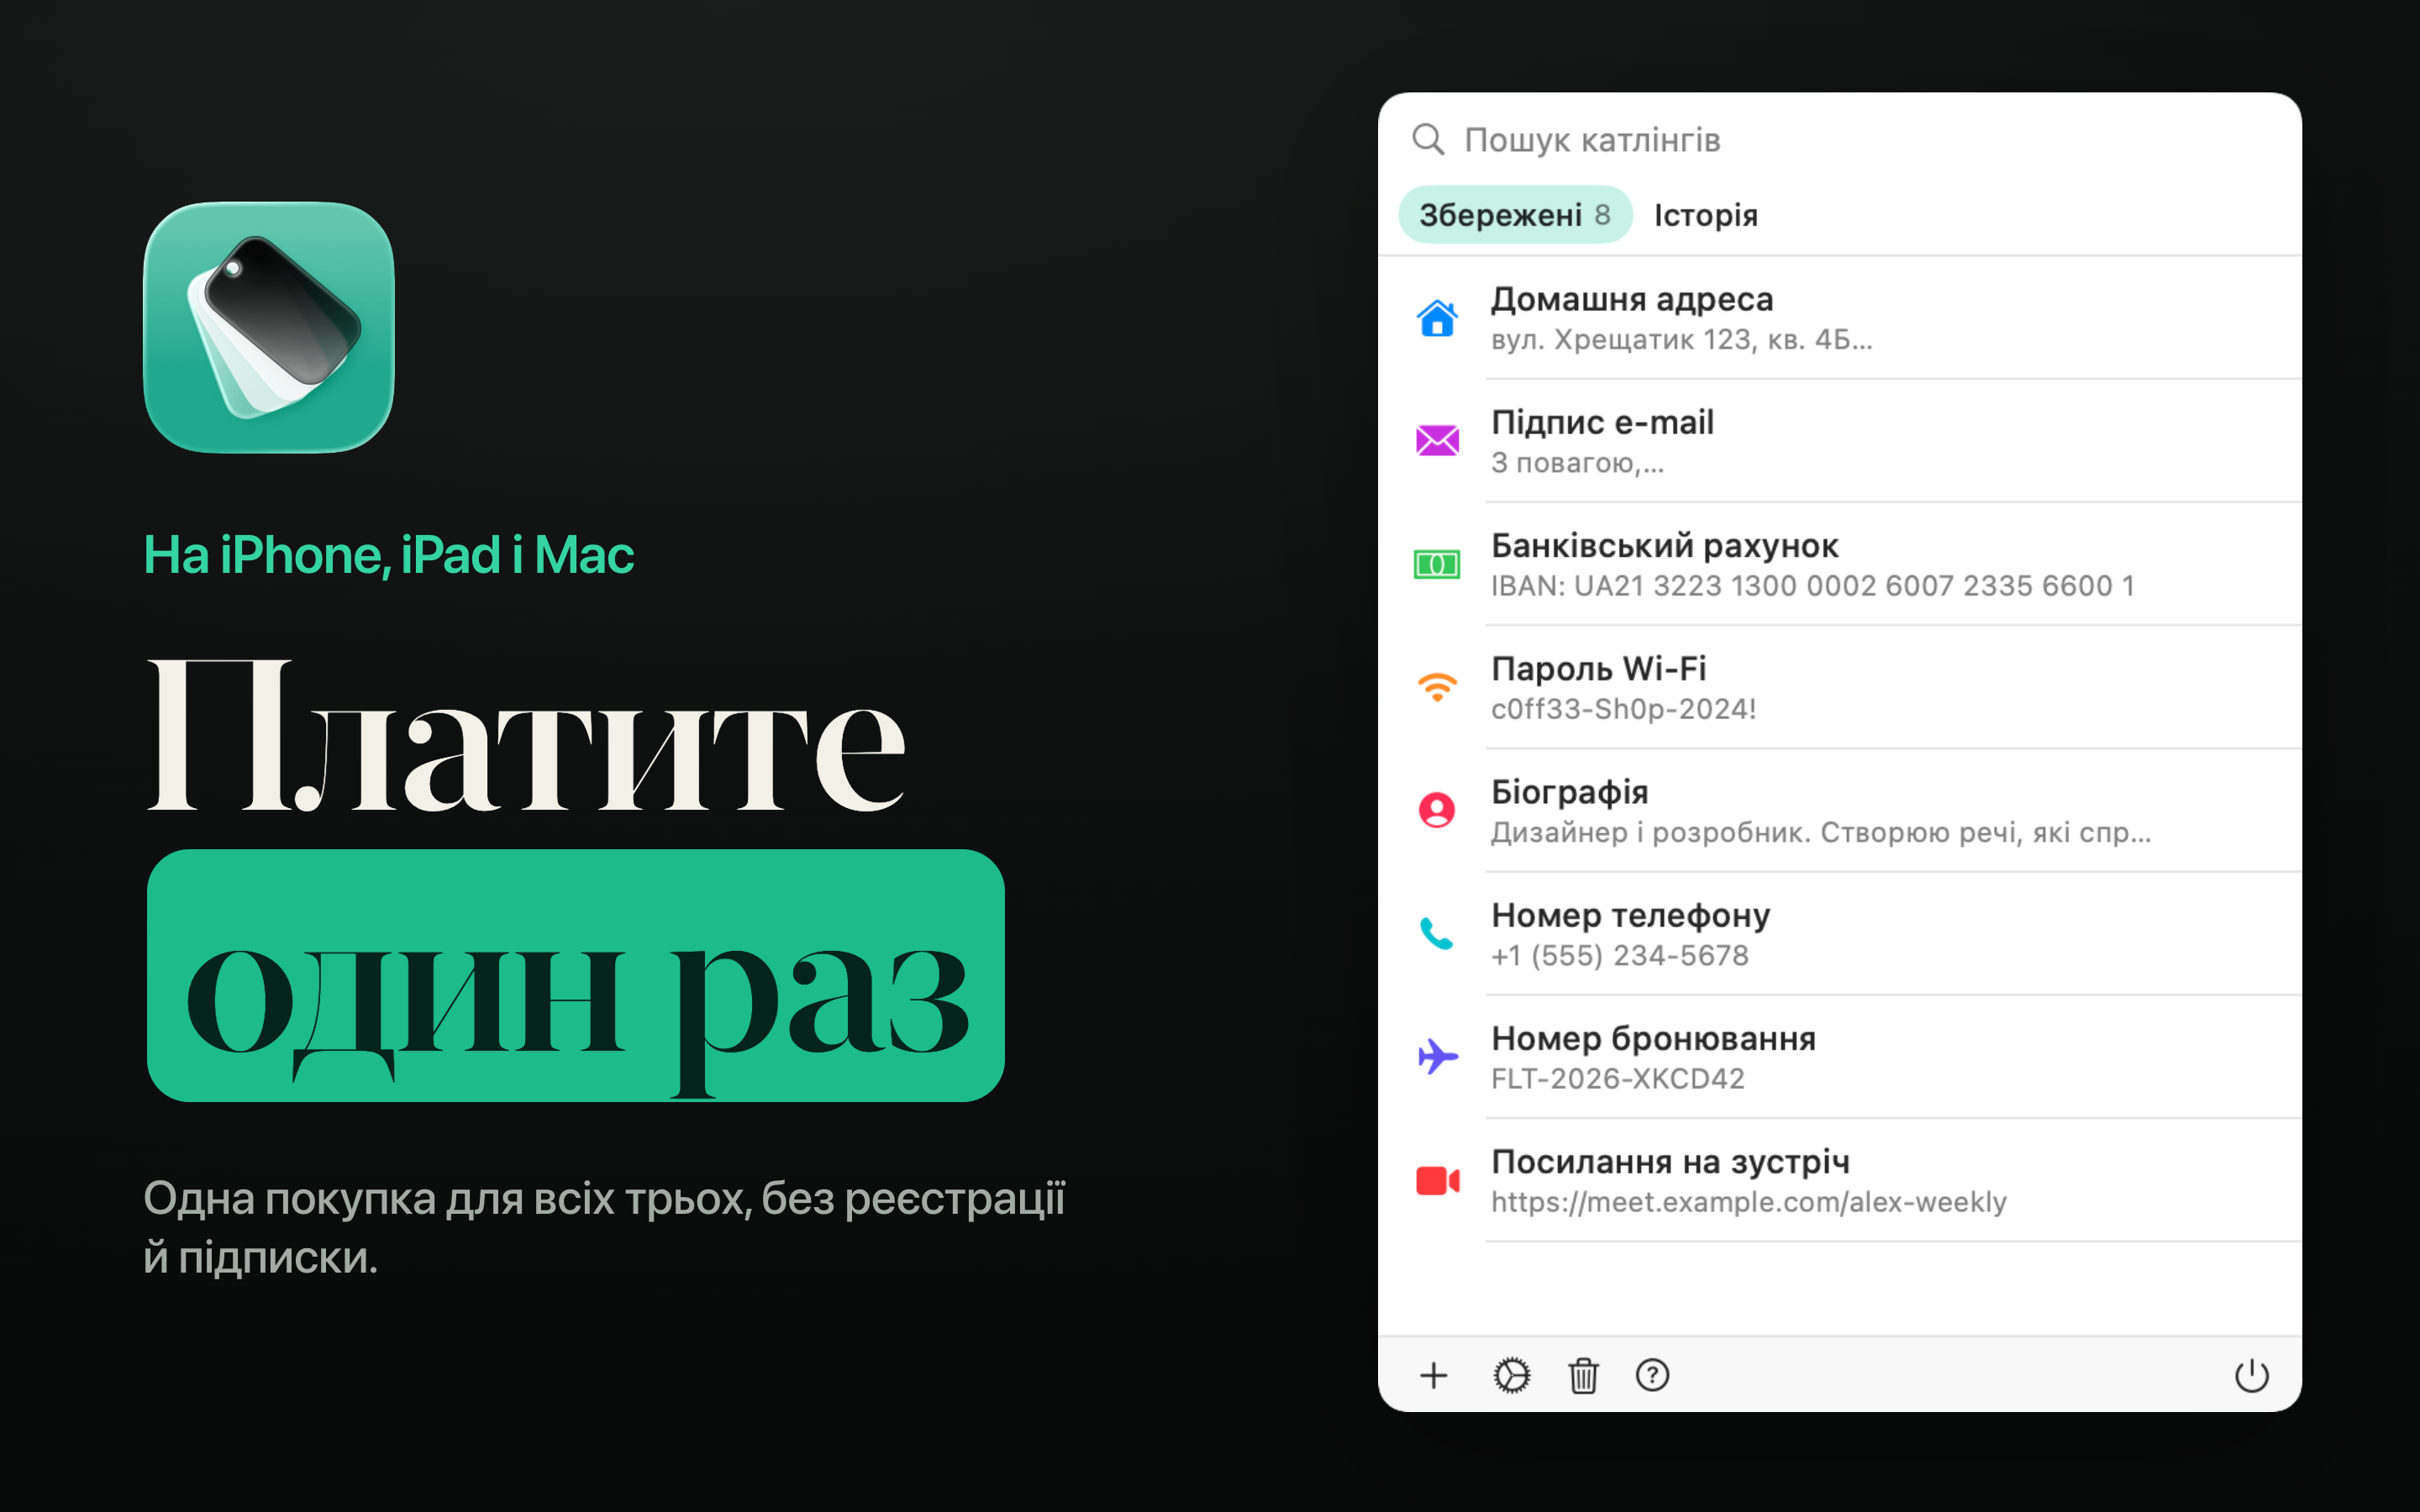 На iPhone, iPad і Mac
Платите
один раз
Одна покупка для всіх трьох, без реєстрації
й підписки.
Пошук катлінгів
Збережені 8 Історія
Домашня адреса
вул. Хрещатик 123, кв. 4Б...
Підпис e-mail
З повагою,...
Банківський рахунок
IBAN: UA21 3223 1300 0002 6007 2335 6600 1
Пароль Wi-Fi
c0ff33-Sh0p-2024!
Біографія
Дизайнер і розробник. Створюю речі, які спр...
Номер телефону
+1 (555) 234-5678
Номер бронювання
FLT-2026-XKCD42
Посилання на зустріч
https://meet.example.com/alex-weekly